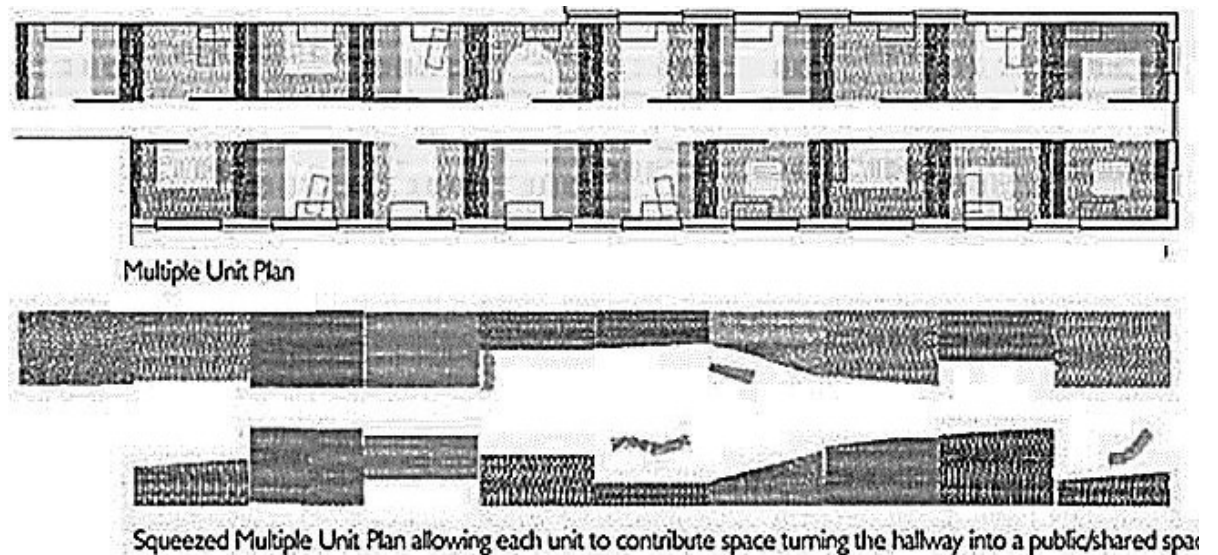 Multiple Unit Plan
Squeezed Multiple Unit Plan allowing each unit to contribute space turning the hallway into a public/shared spac